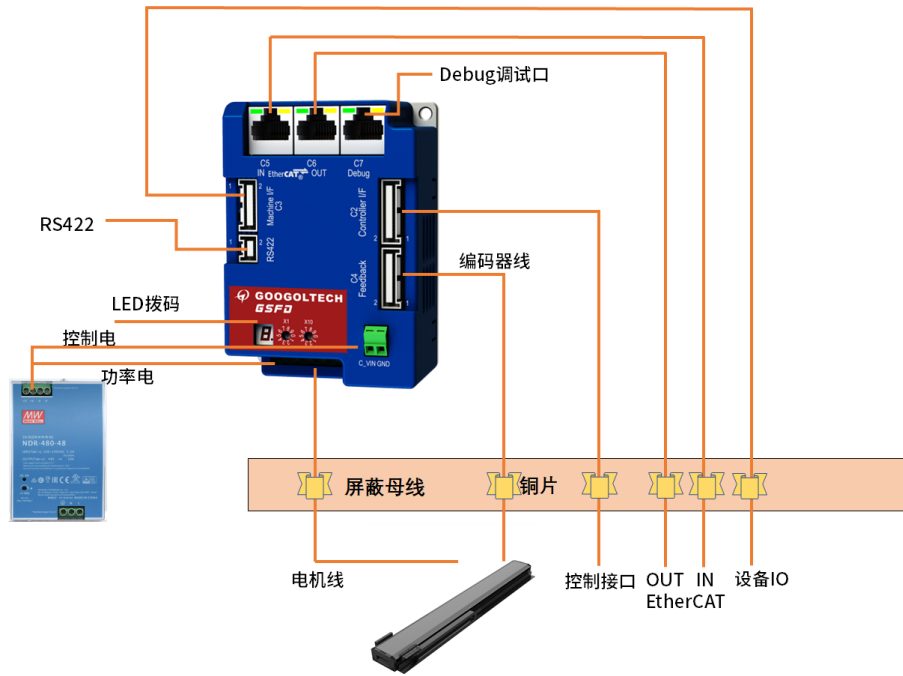 Debug调试口
C5
C6
C7
IN
EtherCAT
OUT
Debug
1
2
Machine I/F
C3
C2
Controller I/F
2
1
RS422
1
2
RS422
编码器线
C4
Feedback
2
1
LED拨码
GOOGOLTECH
GSFD
X1
X10
控制电
C_VIN GND
功率电
MW
NDR-480-48
屏蔽母线
铜片
电机线
控制接口
OUT
IN
设备IO
EtherCAT